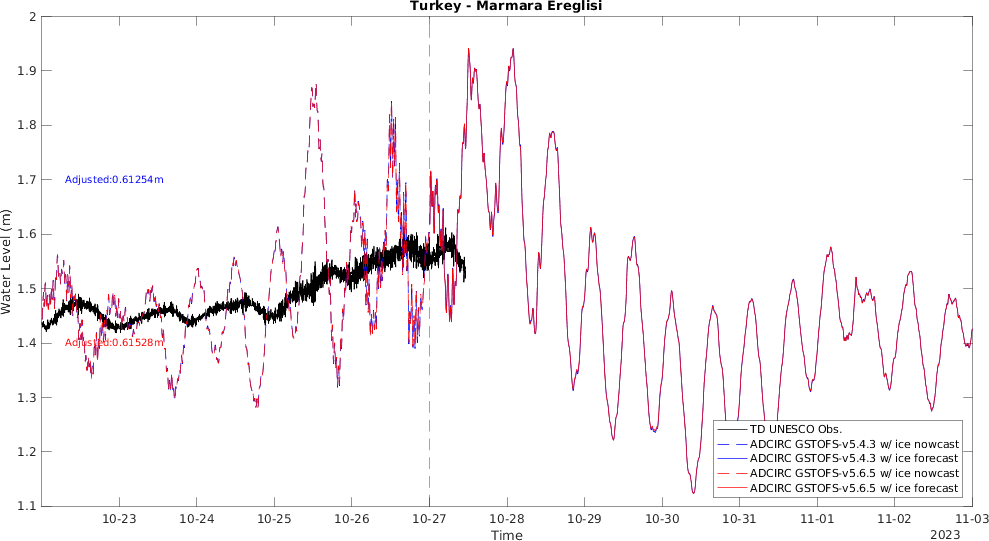 Turkey - Marmara Ereglisi
2
1.9
1.8
1.7
1.6
1.5
1.4
1.3
1.2
1.1
Water Level (m)
Adjusted:0.61254m
Adjusted:0.61528m
TD UNESCO Obs.
ADCIRC GSTOFS-v5.4.3 w/ ice nowcast
ADCIRC GSTOFS-v5.4.3 w/ ice forecast
ADCIRC GSTOFS-v5.6.5 w/ ice nowcast
ADCIRC GSTOFS-v5.6.5 w/ ice forecast
10-23 10-24 10-25 10-26 10-27 10-28 10-29 10-30 10-31 11-01 11-02 11-03
Time
2023